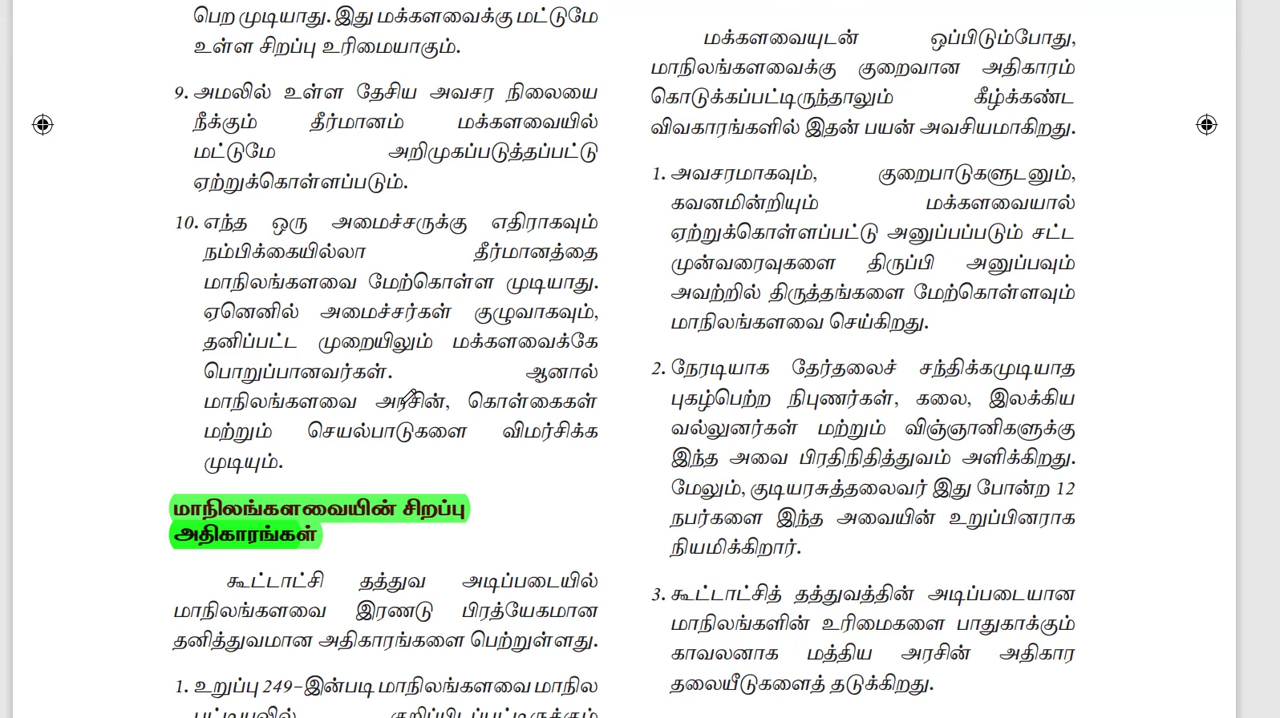 பெற முடியாது. இது மக்களவைக்கு மட்டுமே
உள்ள சிறப்பு உரிமையாகும்.
9. அமலில் உள்ள தேசிய அவசர நிலையை
நீக்கும் தீர்மானம் மக்களவையில்
மட்டுமே அறிமுகப்படுத்தப்பட்டு
ஏற்றுக்கொள்ளப்படும்.
10. எந்த ஒரு அமைச்சருக்கு எதிராகவும்
நம்பிக்கையில்லா தீர்மானத்தை
மாநிலங்களவை மேற்கொள்ள முடியாது.
ஏனெனில் அமைச்சர்கள் குழுவாகவும்,
தனிப்பட்ட முறையிலும் மக்களவைக்கே
பொறுப்பானவர்கள். ஆனால்
மாநிலங்களவை அரசின், கொள்கைகள்
மற்றும் செயல்பாடுகளை விமர்சிக்க
முடியும்.
மாநிலங்களவையின் சிறப்பு
அதிகாரங்கள்
கூட்டாட்சி தத்துவ அடிப்படையில்
மாநிலங்களவை இரணடு பிரத்யேகமான
தனித்துவமான அதிகாரங்களை பெற்றுள்ளது.
1. உறுப்பு 249-இன்படி மாநிலங்களவை மாநில
பட்டியலில் குறிப்பிடப்பட்டிருக்கும்
மக்களவையுடன் ஒப்பிடும்போது,
மாநிலங்களவைக்கு குறைவான அதிகாரம்
கொடுக்கப்பட்டிருந்தாலும் கீழ்க்கண்ட
விவகாரங்களில் இதன் பயன் அவசியமாகிறது.
1. அவசரமாகவும், குறைபாடுகளுடனும்,
கவனமின்றியும் மக்களவையால்
ஏற்றுக்கொள்ளப்பட்டு அனுப்பப்படும் சட்ட
முன்வரைவுகளை திருப்பி அனுப்பவும்
அவற்றில் திருத்தங்களை மேற்கொள்ளவும்
மாநிலங்களவை செய்கிறது.
2. நேரடியாக தேர்தலைச் சந்திக்கமுடியாத
புகழ்பெற்ற நிபுணர்கள், கலை, இலக்கிய
வல்லுனர்கள் மற்றும் விஞ்ஞானிகளுக்கு
இந்த அவை பிரதிநிதித்துவம் அளிக்கிறது.
மேலும், குடியரசுத்தலைவர் இது போன்ற 12
நபர்களை இந்த அவையின் உறுப்பினராக
நியமிக்கிறார்.
3. கூட்டாட்சித் தத்துவத்தின் அடிப்படையான
மாநிலங்களின் உரிமைகளை பாதுகாக்கும்
காவலனாக மத்திய அரசின் அதிகார
தலையீடுகளைத் தடுக்கிறது.